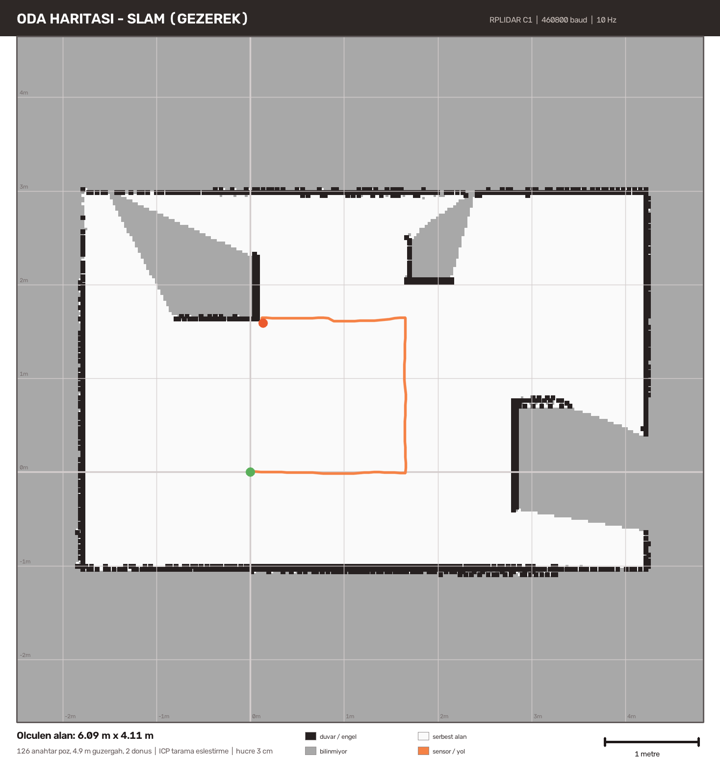 ODA HARITASI - SLAM (GEZEREK)
RPLIDAR C1 | 460800 baud | 10 Hz
4m
3m
2m
1m
0m
-1m
-2m
-2m -1m 0m 1m 2m 3m 4m
Olculen alan: 6.09 m x 4.11 m
126 anahtar poz, 4.9 m guzergah, 2 donus | ICP tarama eslestirme | hucre 3 cm
duvar / engel
serbest alan
bilinmiyor
sensor / yol
1 metre